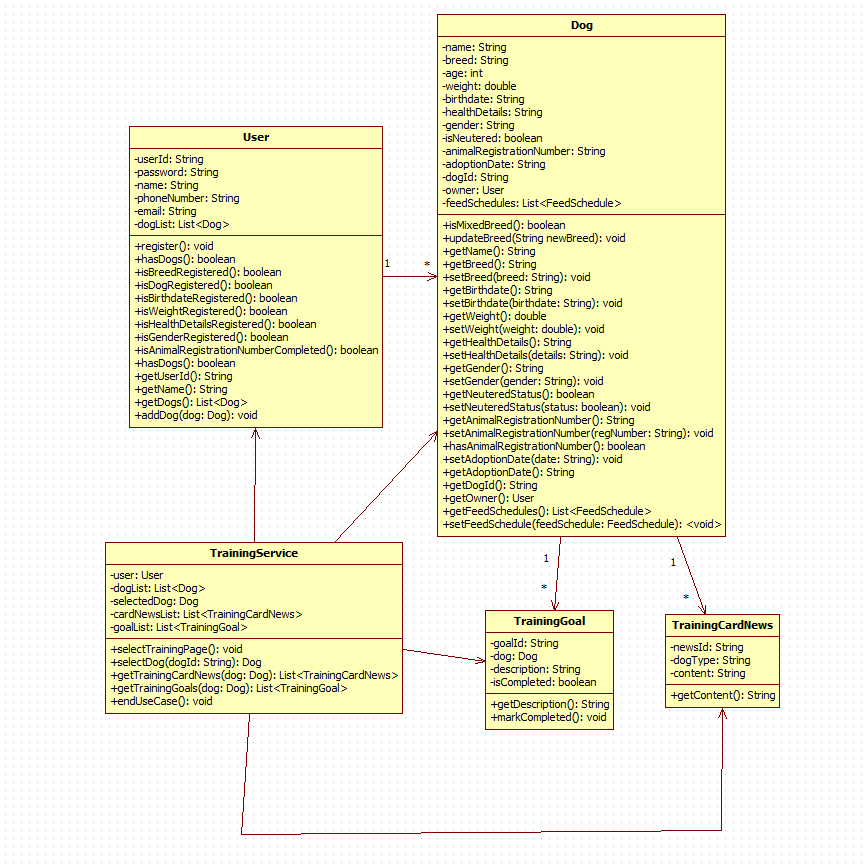 Dog
-name: String
-breed: String
-age: int
-weight: double
-birthdate: String
-healthDetails: String
-gender: String
-isNeutered: boolean
-animalRegistrationNumber: String
-adoptionDate: String
-dogId: String
-owner: User
-feedSchedules: List<FeedSchedule>
+isMixedBreed(): boolean
+updateBreed(String newBreed): void
+getName(): String
+getBreed(): String
+setBreed(breed: String): void
+getBirthdate(): String
+setBirthdate(birthdate: String): void
+getWeight(): double
+setWeight(weight: double): void
+getHealthDetails(): String
+setHealthDetails(details: String): void
+getGender(): String
+setGender(gender: String): void
+getNeuteredStatus(): boolean
+setNeuteredStatus(status: boolean): void
+getAnimalRegistrationNumber(): String
+setAnimalRegistrationNumber(regNumber: String): void
+hasAnimalRegistrationNumber(): boolean
+setAdoptionDate(date: String): void
+getAdoptionDate(): String
+getDogId(): String
+getOwner(): User
+getFeedSchedules(): List<FeedSchedule>
+setFeedSchedule(feedSchedule: FeedSchedule): <void>
User
-userId: String
-password: String
-name: String
-phoneNumber: String
-email: String
-dogList: List<Dog>
+register(): void
+hasDogs(): boolean
+isBreedRegistered(): boolean
+isDogRegistered(): boolean
+isBirthdateRegistered(): boolean
+isWeightRegistered(): boolean
+isHealthDetailsRegistered(): boolean
+isGenderRegistered(): boolean
+isAnimalRegistrationNumberCompleted(): boolean
+hasDogs(): boolean
+getUserId(): String
+getName(): String
+getDogs(): List<Dog>
+addDog(dog: Dog): void
1
*
TrainingService
-user: User
-dogList: List<Dog>
-selectedDog: Dog
-cardNewsList: List<TrainingCardNews>
-goalList: List<TrainingGoal>
+selectTrainingPage(): void
+selectDog(dogId: String): Dog
+getTrainingCardNews(dog: Dog): List<TrainingCardNews>
+getTrainingGoals(dog: Dog): List<TrainingGoal>
+endUseCase(): void
1
*
1
*
TrainingGoal
-goalId: String
-dog: Dog
-description: String
-isCompleted: boolean
+getDescription(): String
+markCompleted(): void
TrainingCardNews
-newsId: String
-dogType: String
-content: String
+getContent(): String